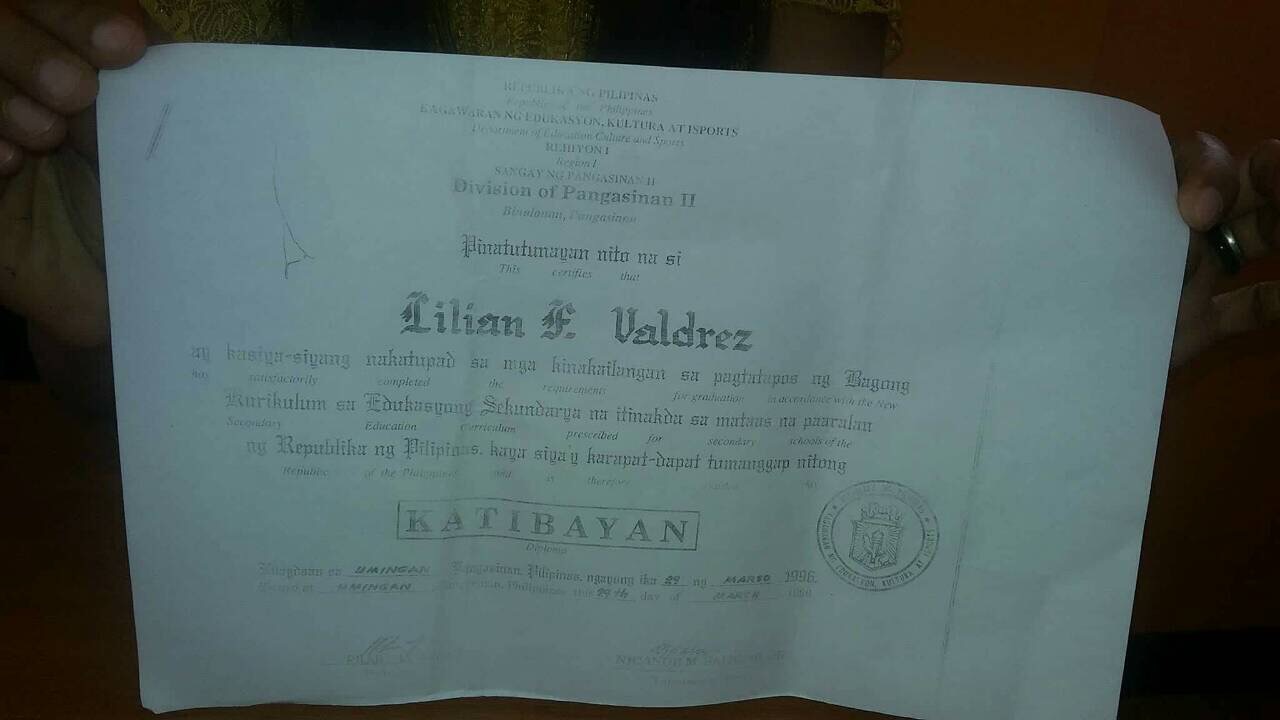 REPUBLIKA NG PILIPINAS
Republic of the Philippines
KAGAWARAN NG EDUKASYON, KULTURA AT ISPORTS
Department of Education Culture and Sports
REHIYON I
Region I
SANGAY NG PANGASINAN II
Division of Pangasinan II
Binalonan, Pangasinan
Pinatutunayan nito na si
This certifies that
Lilian F. Valdrez
ay kasiya-siyang nakatupad sa mga kinakailangan sa pagtatapos ng Bagong
has satisfactorily completed the requirements for graduation in accordance with the New
Kurikulum sa Edukasyong Sekundarya na itinakda sa mataas na paaralan
Secondary Education Curriculum prescribed for secondary schools of the
ng Republika ng Pilipinas, kaya siya'y karapat-dapat tumanggap nitong
Republic of the Philippines and is therefore
KATIBAYAN
Diploma
UMINGAN Pangasinan, Pilipinas, ngayong ika 29 ng MARSO 1996
UMINGAN Philippines this 29th day of MARCH
EDUKASYON, KULTURA AT
NICANOR M.